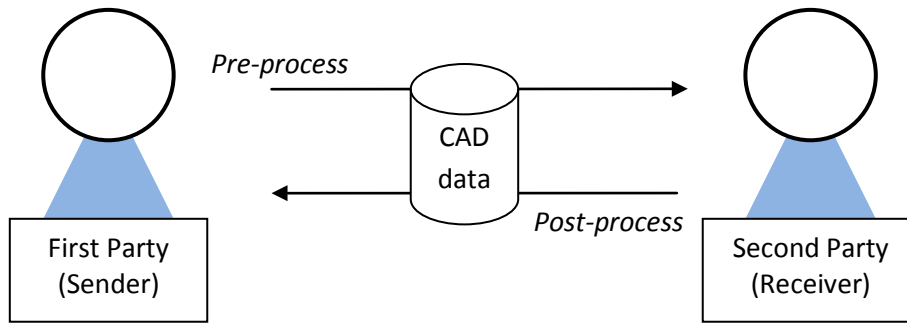 Pre-process
CAD
data
Post-process
First Party
(Sender)
Second Party
(Receiver)